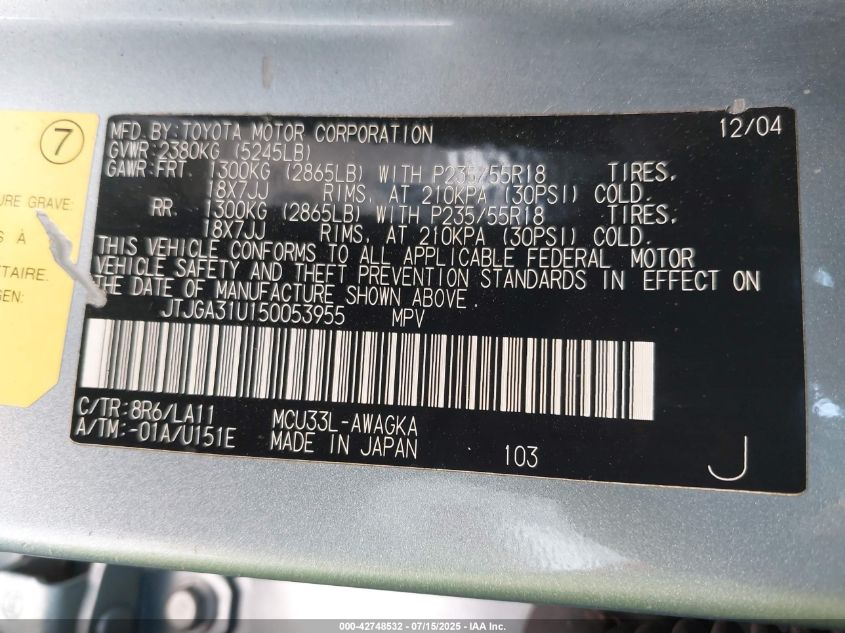 7
URE GRAVE:
S À
TAIRE.
GEN:
MFD.BY:TOYOTA MOTOR CORPORATION 12/04
GVWR:2380KG (5245LB)
GAWR:FRT. 1300KG (2865LB) WITH P235/55R18 TIRES,
18X7JJ RIMS, AT 210KPA (30PSI) COLD.
RR. 1300KG (2865LB) WITH P235/55R18 TIRES,
18X7JJ RIMS, AT 210KPA (30PSI) COLD.
THIS VEHICLE CONFORMS TO ALL APPLICABLE FEDERAL MOTOR
VEHICLE SAFETY AND THEFT PREVENTION STANDARDS IN EFFECT ON
THE DATE OF MANUFACTURE SHOWN ABOVE.
JTJGA31U150053955 MPV
C/TR:8R6/LA11 MCU33L-AWAGKA
A/TM:-01A/U151E MADE IN JAPAN 103 J
000-42748532 - 07/15/2025 - IAA Inc.